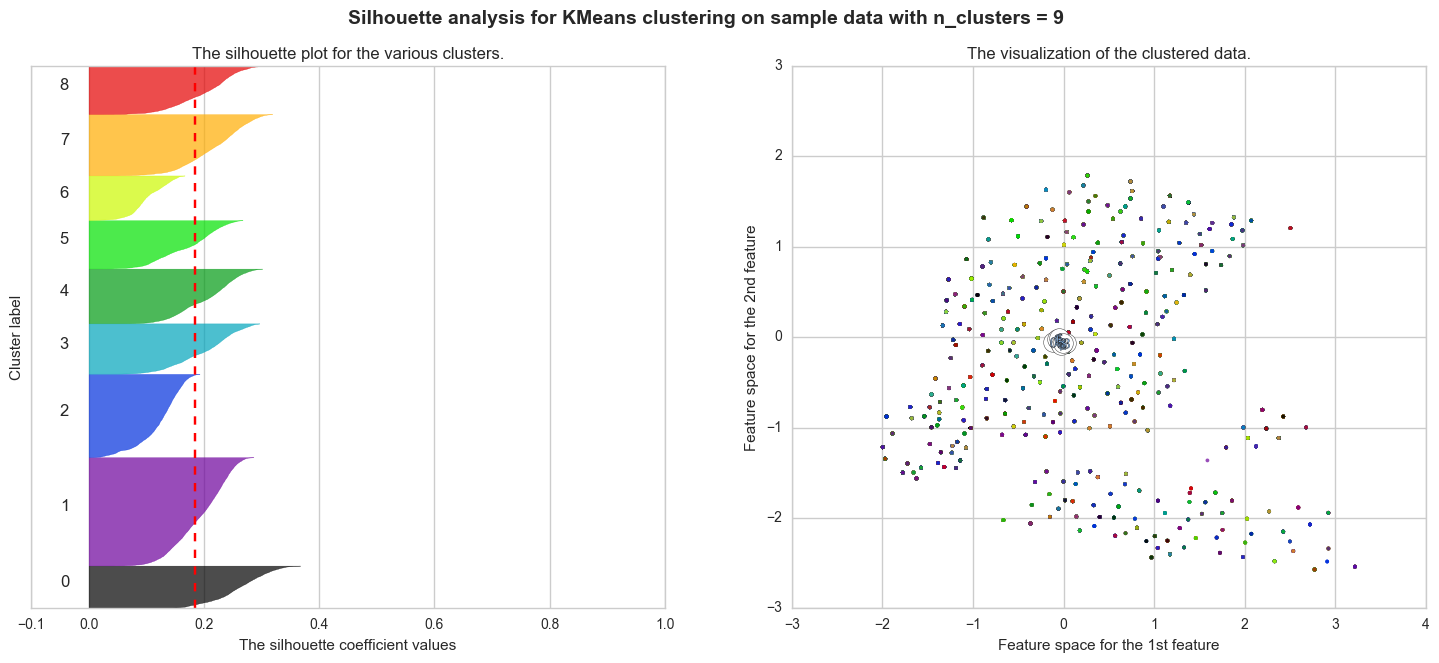 Silhouette analysis for KMeans clustering on sample data with n_clusters = 9
The silhouette plot for the various clusters.
8
7
6
5
4
3
2
1
0
Cluster label
−0.1 0.0 0.2 0.4 0.6 0.8 1.0
The silhouette coefficient values
The visualization of the clustered data.
3
2
1
0
−1
−2
−3
Feature space for the 2nd feature
−3 −2 −1 0 1 2 3 4
Feature space for the 1st feature